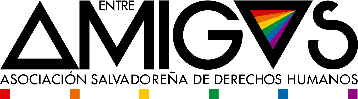 ENTRE
AMIGOS
ASOCIACIÓN SALVADOREÑA DE DERECHOS HUMANOS